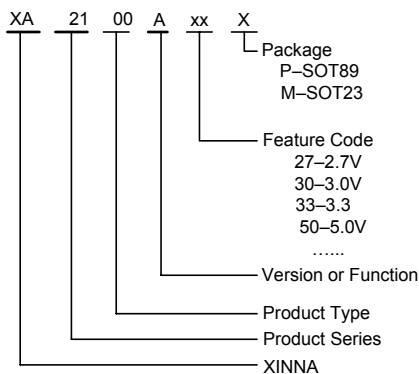 XA 21 00 A xx X
Package
P–SOT89
M–SOT23
Feature Code
27–2.7V
30–3.0V
33–3.3
50–5.0V
…...
Version or Function
Product Type
Product Series
XINNA